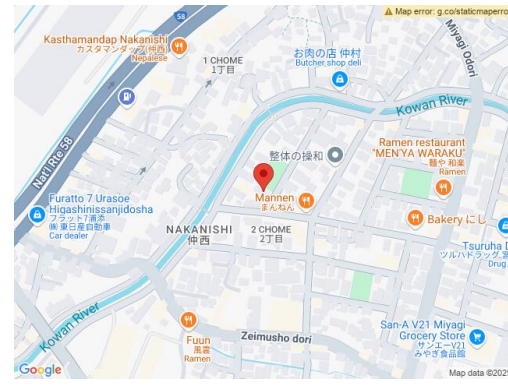 58
Map error: g.co/staticmaperro
Kasthamandap Nakanishi
カスタマンダップ(仲西)
Nepalese
1 CHOME
1丁目
お肉の店 仲村
Butcher shop deli
Miyagi Odori
Kowan River
Nat'l Rte 58
整体の操和
Ramen restaurant
"MEN'YA WARAKU"
麺や 和楽
Ramen
Mannen
まんねん
Furatto 7 Urasoe
Higashinissanjidosha
フラット7浦添
㈱東日産自動車
Car dealer
NAKANISHI
仲西
2 CHOME
2丁目
Bakery にし
Tsuruha D
ツルハドラッグ 宮
Drug
Kowan River
Fuun
風雲
Ramen
Zeimusho dori
San-A V21 Miyagi
Grocery Store
サンエーV21
みやぎ食品館
Google
Map data ©2025